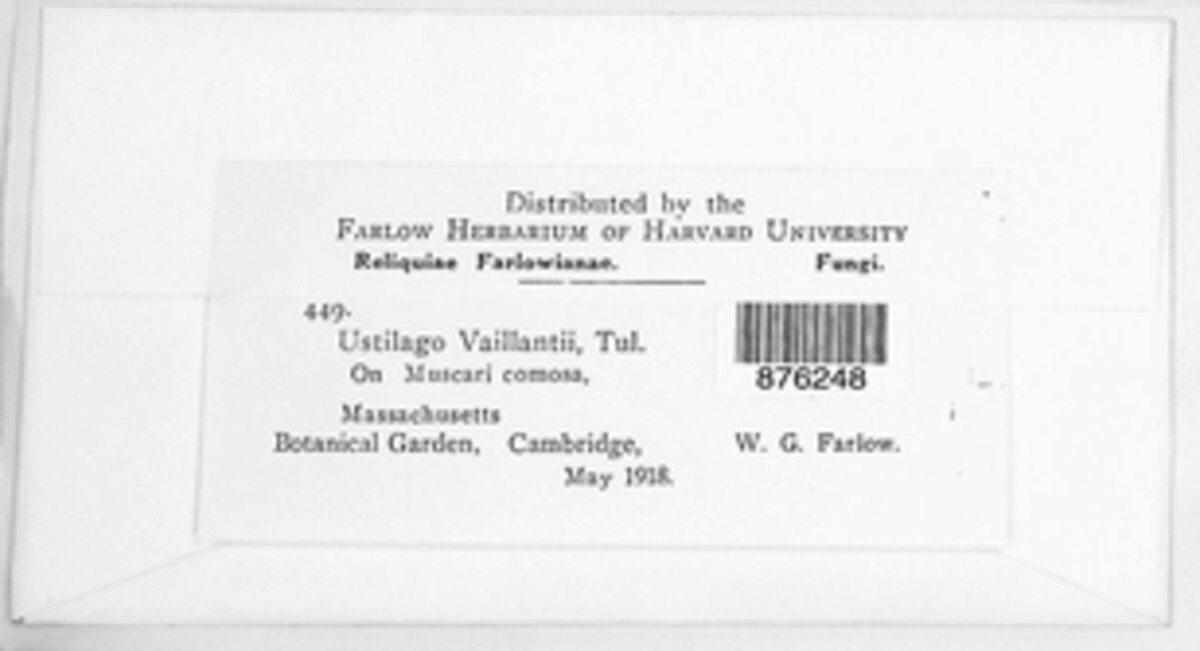 Distributed by the
FARLOW HERBARIUM OF HARVARD UNIVERSITY
Reliquiae Farlowianae. Fungi.
449.
Ustilago Vaillantii, Tul.
On Muscari comosa,
876248
Massachusetts
Botanical Garden, Cambridge, W. G. Farlow.
May 1918.